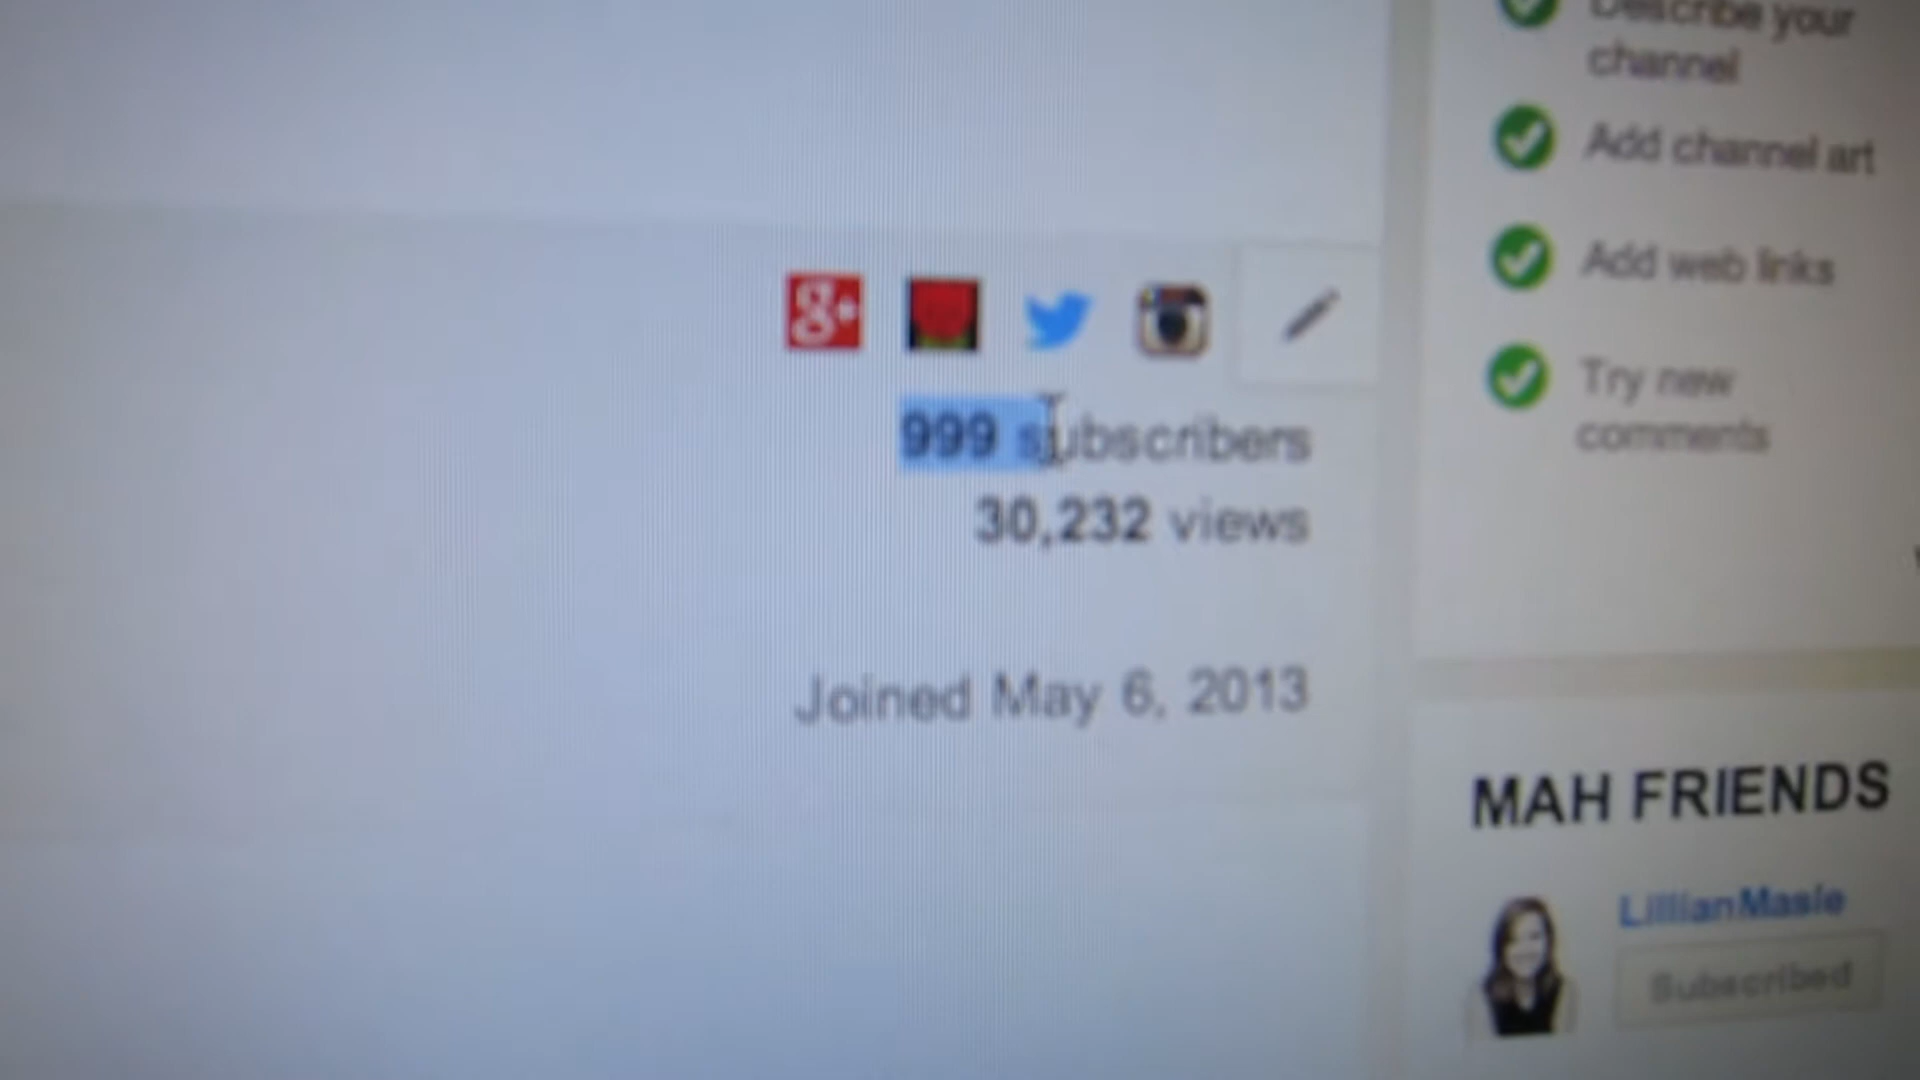 Describe your
channel
Add channel art
Add web links
Try new
comments
g+
999 subscribers
30,232 views
Joined May 6, 2013
MAH FRIENDS
LillianMasie
Subscribed